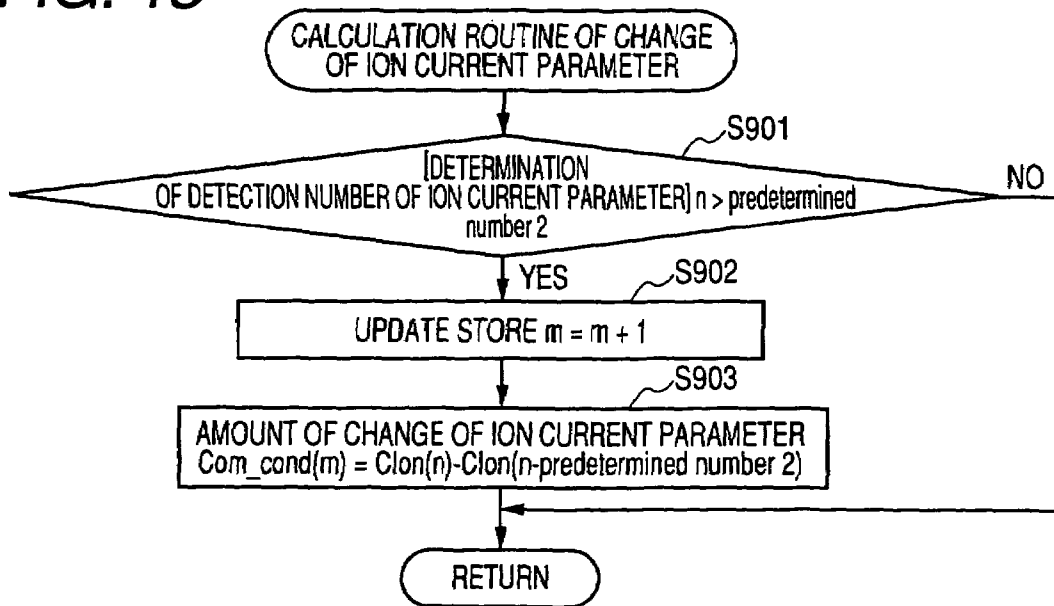 CALCULATION ROUTINE OF CHANGE
OF ION CURRENT PARAMETER
S901
[DETERMINATION
OF DETECTION NUMBER OF ION CURRENT PARAMETER] n > predetermined
number 2
NO
YES
S902
UPDATE STORE m = m + 1
S903
AMOUNT OF CHANGE OF ION CURRENT PARAMETER
Com_cond(m) = CIon(n)-CIon(n-predetermined number 2)
RETURN